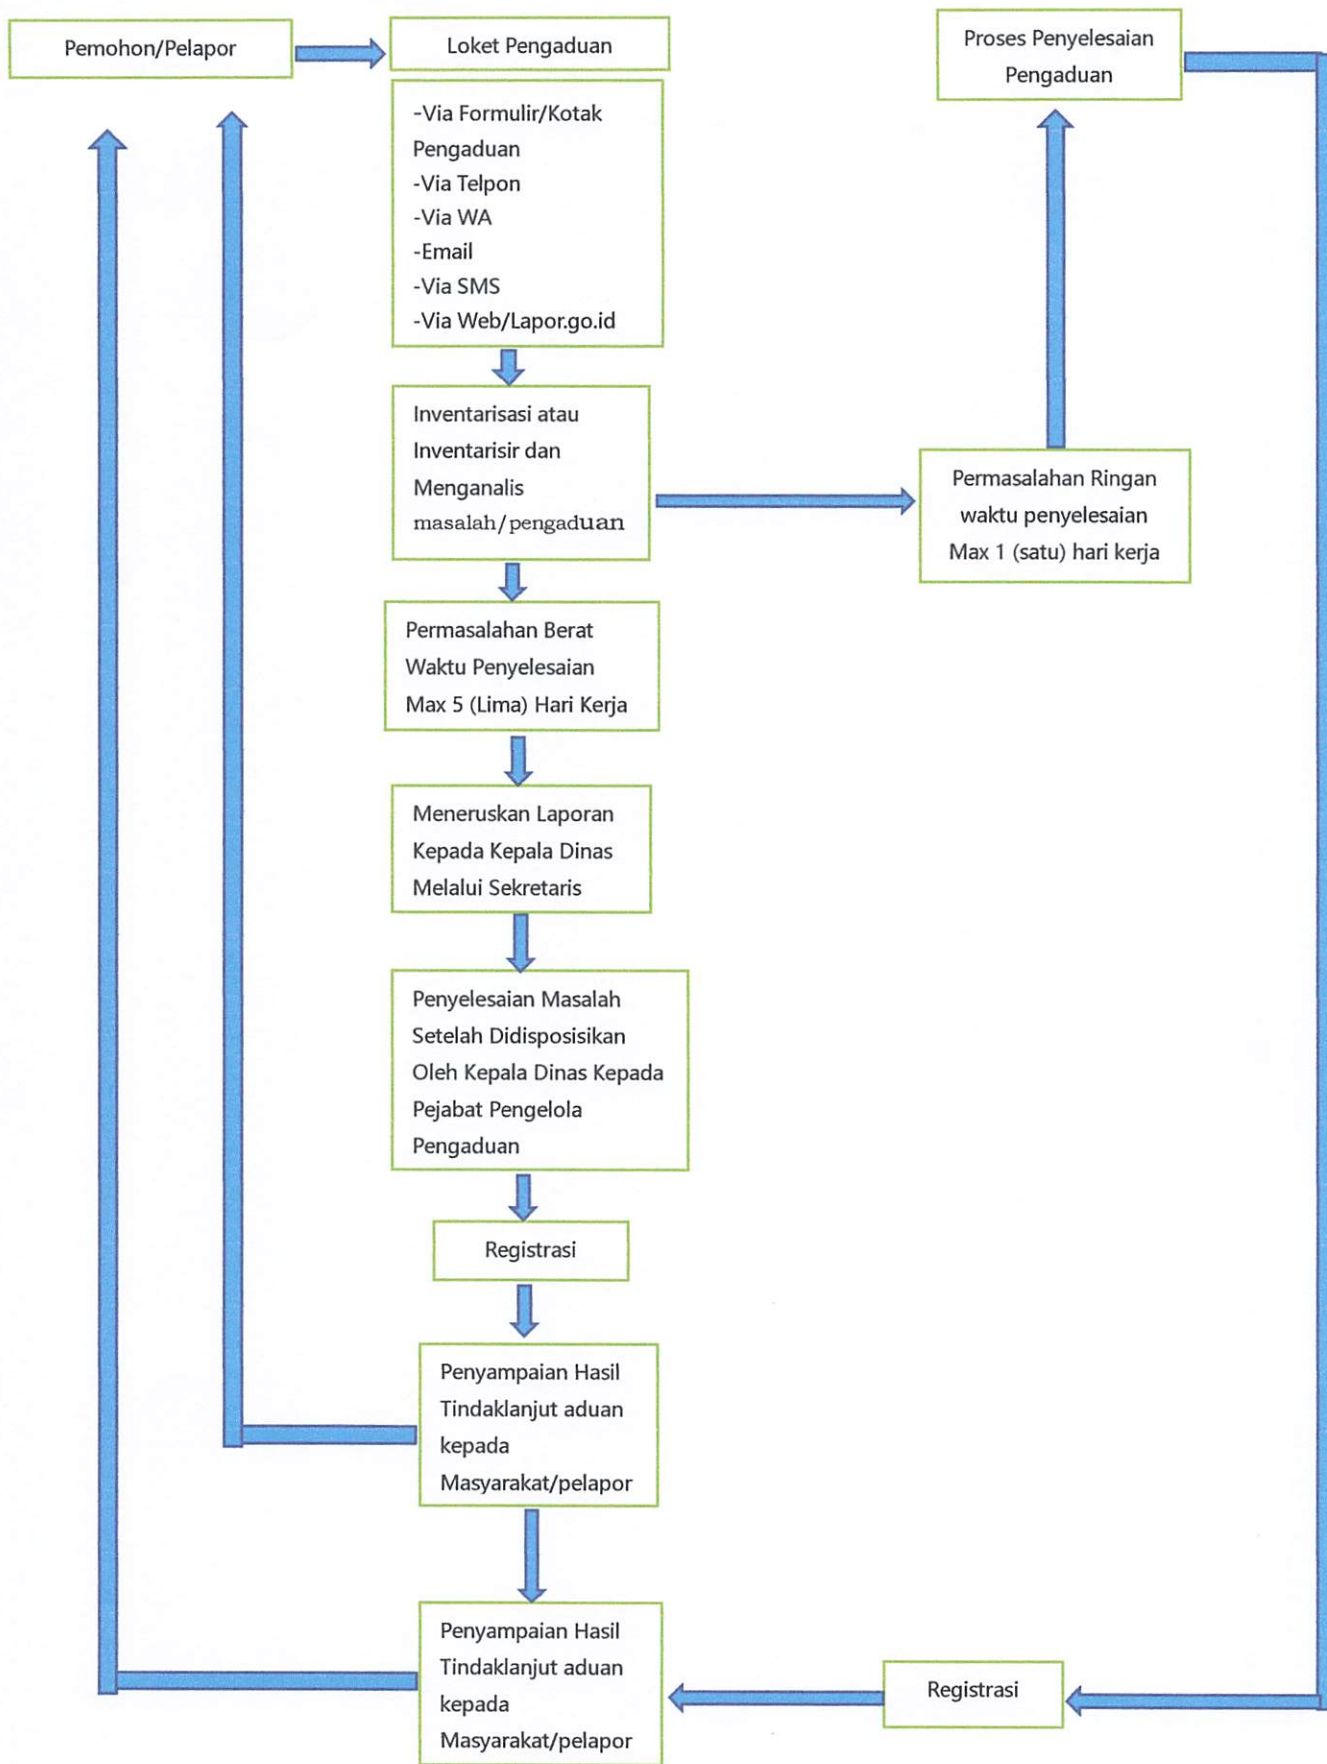 Pemohon/Pelapor
Loket Pengaduan
-Via Formulir/Kotak
Pengaduan
-Via Telpon
-Via WA
-Email
-Via SMS
-Via Web/Lapor.go.id
Inventarisasi atau
Inventarisir dan
Menganalis
masalah/pengaduan
Permasalahan Ringan
waktu penyelesaian
Max 1 (satu) hari kerja
Proses Penyelesaian
Pengaduan
Permasalahan Berat
Waktu Penyelesaian
Max 5 (Lima) Hari Kerja
Meneruskan Laporan
Kepada Kepala Dinas
Melalui Sekretaris
Penyelesaian Masalah
Setelah Didisposisikan
Oleh Kepala Dinas Kepada
Pejabat Pengelola
Pengaduan
Registrasi
Penyampaian Hasil
Tindaklanjut aduan
kepada
Masyarakat/pelapor
Penyampaian Hasil
Tindaklanjut aduan
kepada
Masyarakat/pelapor
Registrasi